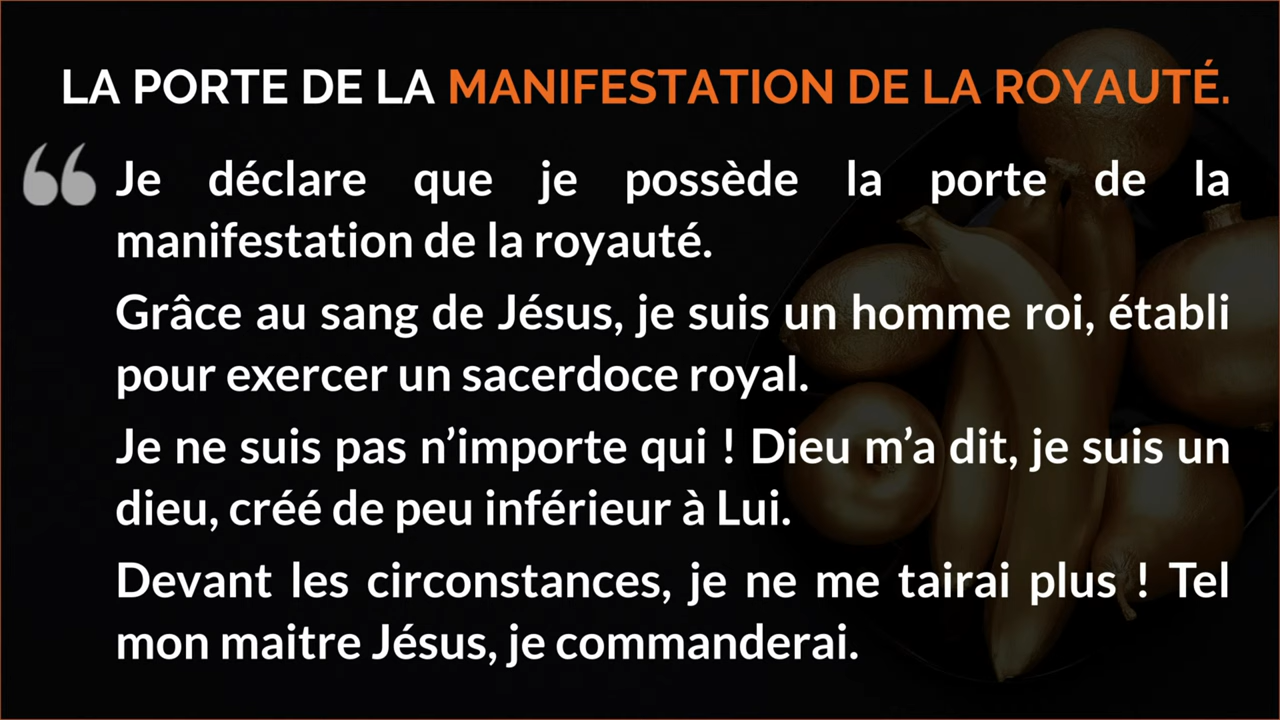 LA PORTE DE LA MANIFESTATION DE LA ROYAUTÉ.
“ Je déclare que je possède la porte de la
manifestation de la royauté.
Grâce au sang de Jésus, je suis un homme roi, établi
pour exercer un sacerdoce royal.
Je ne suis pas n’importe qui ! Dieu m’a dit, je suis un
dieu, créé de peu inférieur à Lui.
Devant les circonstances, je ne me tairai plus ! Tel
mon maitre Jésus, je commanderai.